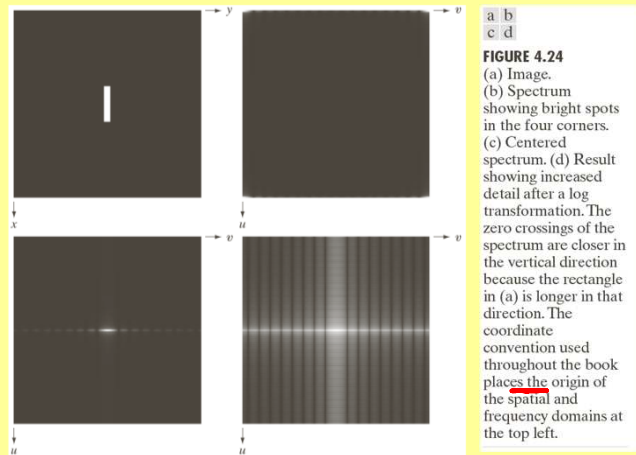 y
v
x
u
v
v
u
u
a b
c d
FIGURE 4.24
(a) Image.
(b) Spectrum
showing bright spots
in the four corners.
(c) Centered
spectrum. (d) Result
showing increased
detail after a log
transformation. The
zero crossings of the
spectrum are closer in
the vertical direction
because the rectangle
in (a) is longer in that
direction. The
coordinate
convention used
throughout the book
places the origin of
the spatial and
frequency domains at
the top left.